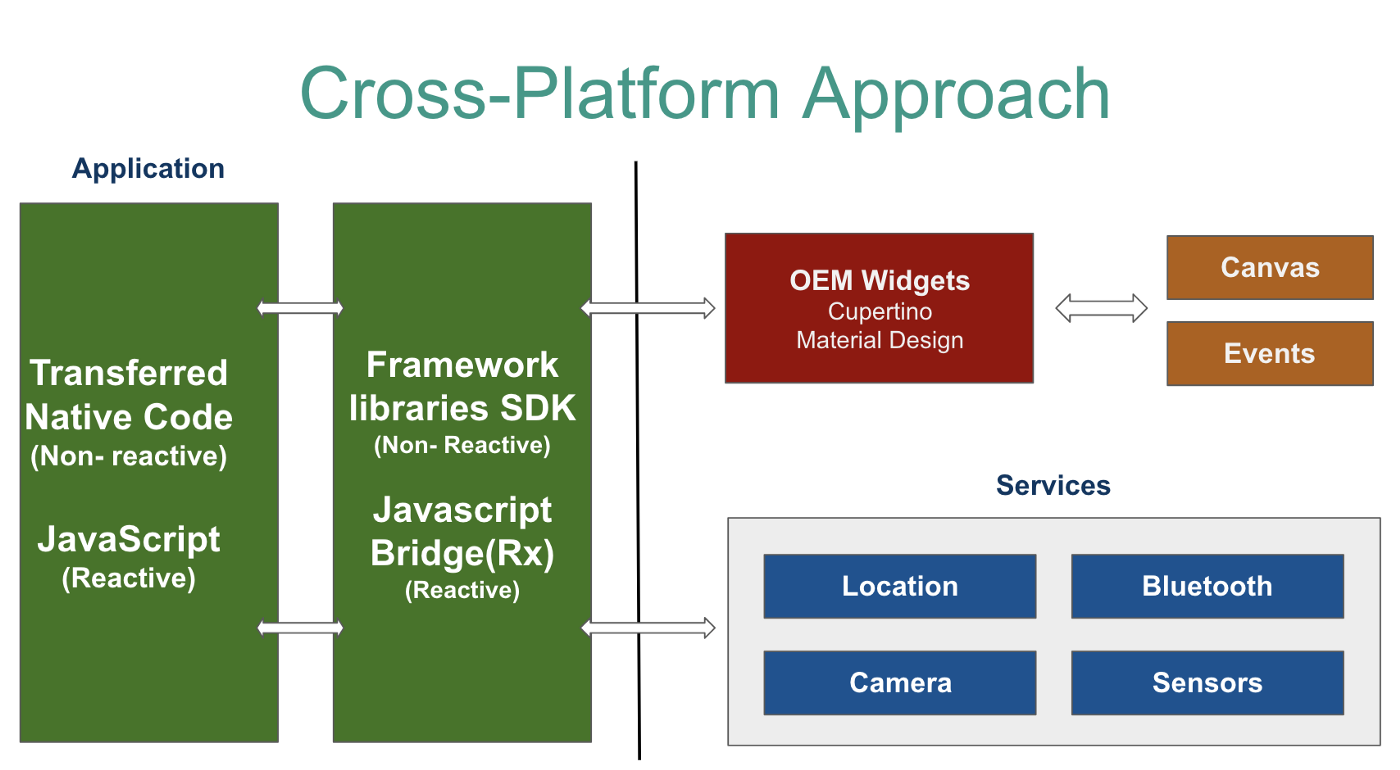 Cross-Platform Approach
Application
Transferred
Native Code
(Non- reactive)
JavaScript
(Reactive)
Framework
libraries SDK
(Non- Reactive)
Javascript
Bridge(Rx)
(Reactive)
OEM Widgets
Cupertino
Material Design
Canvas
Events
Services
Location
Bluetooth
Camera
Sensors